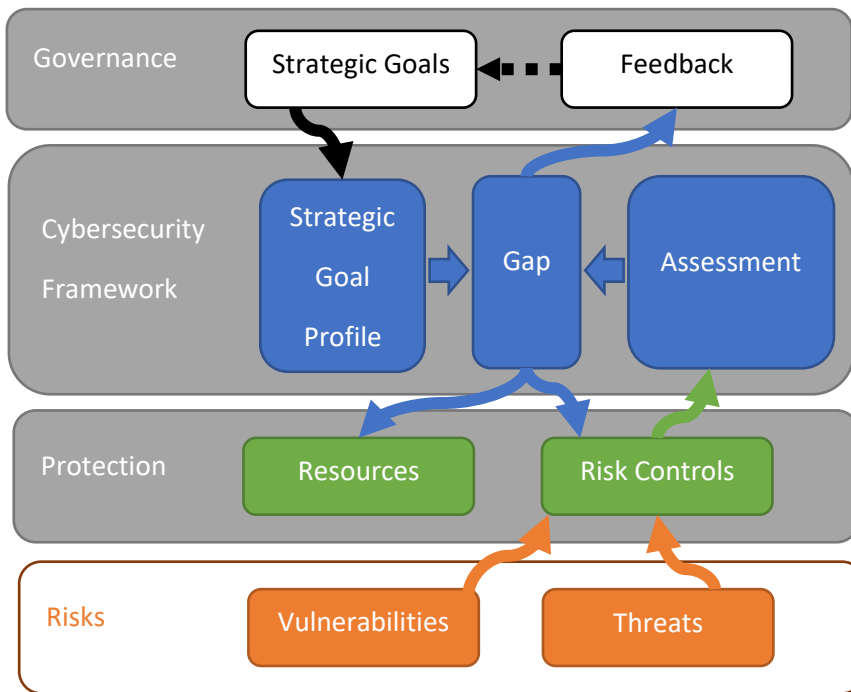 Governance
Strategic Goals
Feedback
Cybersecurity
Framework
Strategic
Goal
Profile
Gap
Assessment
Protection
Resources
Risk Controls
Risks
Vulnerabilities
Threats